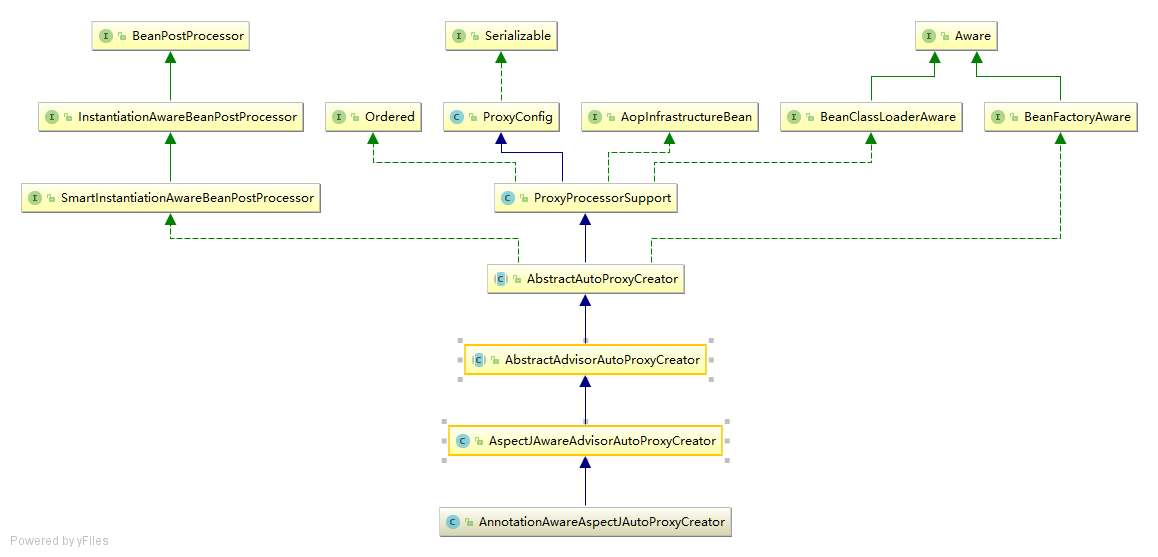 BeanPostProcessor
Serializable
Aware
InstantiationAwareBeanPostProcessor
Ordered
ProxyConfig
AopInfrastructureBean
BeanClassLoaderAware
BeanFactoryAware
SmartInstantiationAwareBeanPostProcessor
ProxyProcessorSupport
AbstractAutoProxyCreator
AbstractAdvisorAutoProxyCreator
AspectJAwareAdvisorAutoProxyCreator
AnnotationAwareAspectJAutoProxyCreator
Powered by yFiles